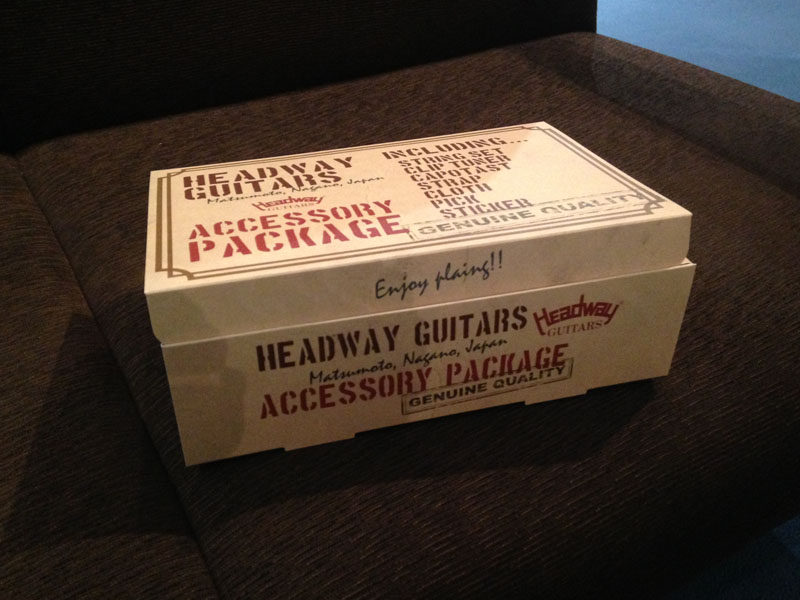 HEADWAY
GUITARS
Matsumoto, Nagano, Japan
Headway
GUITARS
ACCESSORY
PACKAGE
INCLUDING...
STRING SET
CLIP TUNER
CAPOTAST
STRAP
CLOTH
PICK
STICKER
GENUINE QUALITY
Enjoy plaing!!
HEADWAY GUITARS
Matsumoto, Nagano, Japan
ACCESSORY PACKAGE
GENUINE QUALITY
Headway
GUITARS